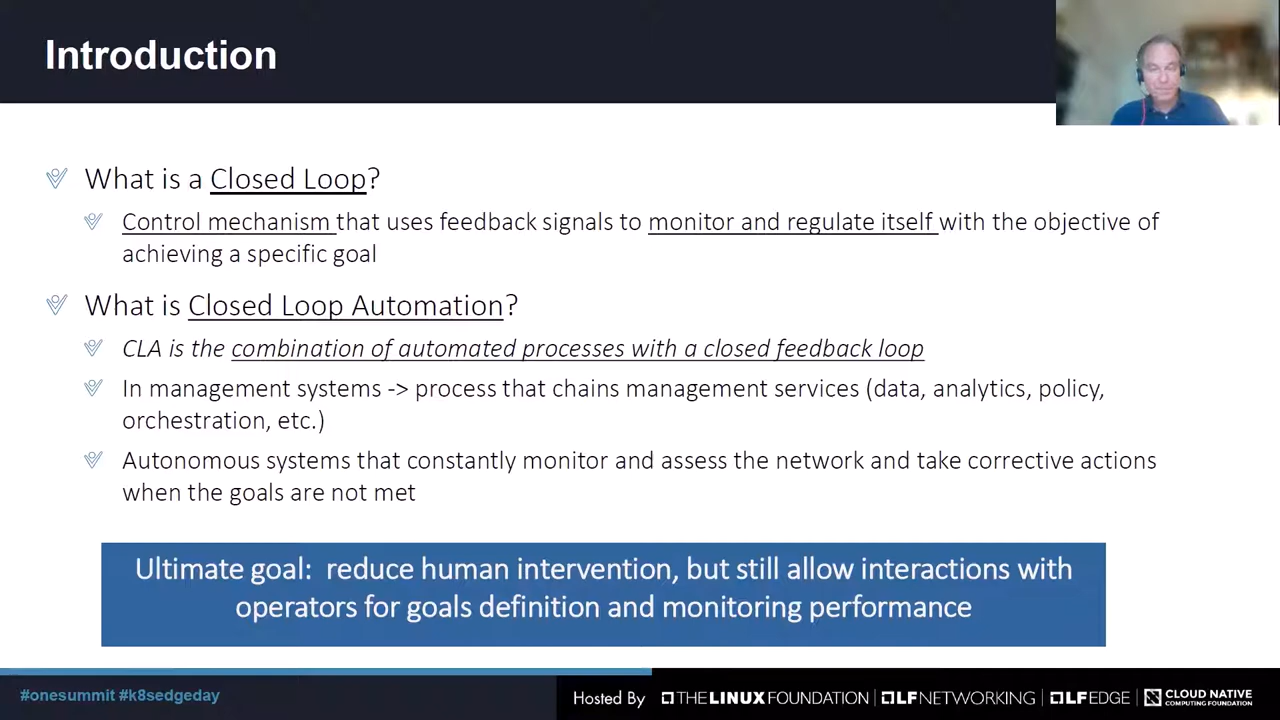 Introduction
What is a Closed Loop?
Control mechanism that uses feedback signals to monitor and regulate itself with the objective of
achieving a specific goal
What is Closed Loop Automation?
CLA is the combination of automated processes with a closed feedback loop
In management systems -> process that chains management services (data, analytics, policy,
orchestration, etc.)
Autonomous systems that constantly monitor and assess the network and take corrective actions
when the goals are not met
Ultimate goal: reduce human intervention, but still allow interactions with
operators for goals definition and monitoring performance
#onesummit #k8sedgeday
Hosted By THE LINUX FOUNDATION | LF NETWORKING | LF EDGE | CLOUD NATIVE
COMPUTING FOUNDATION